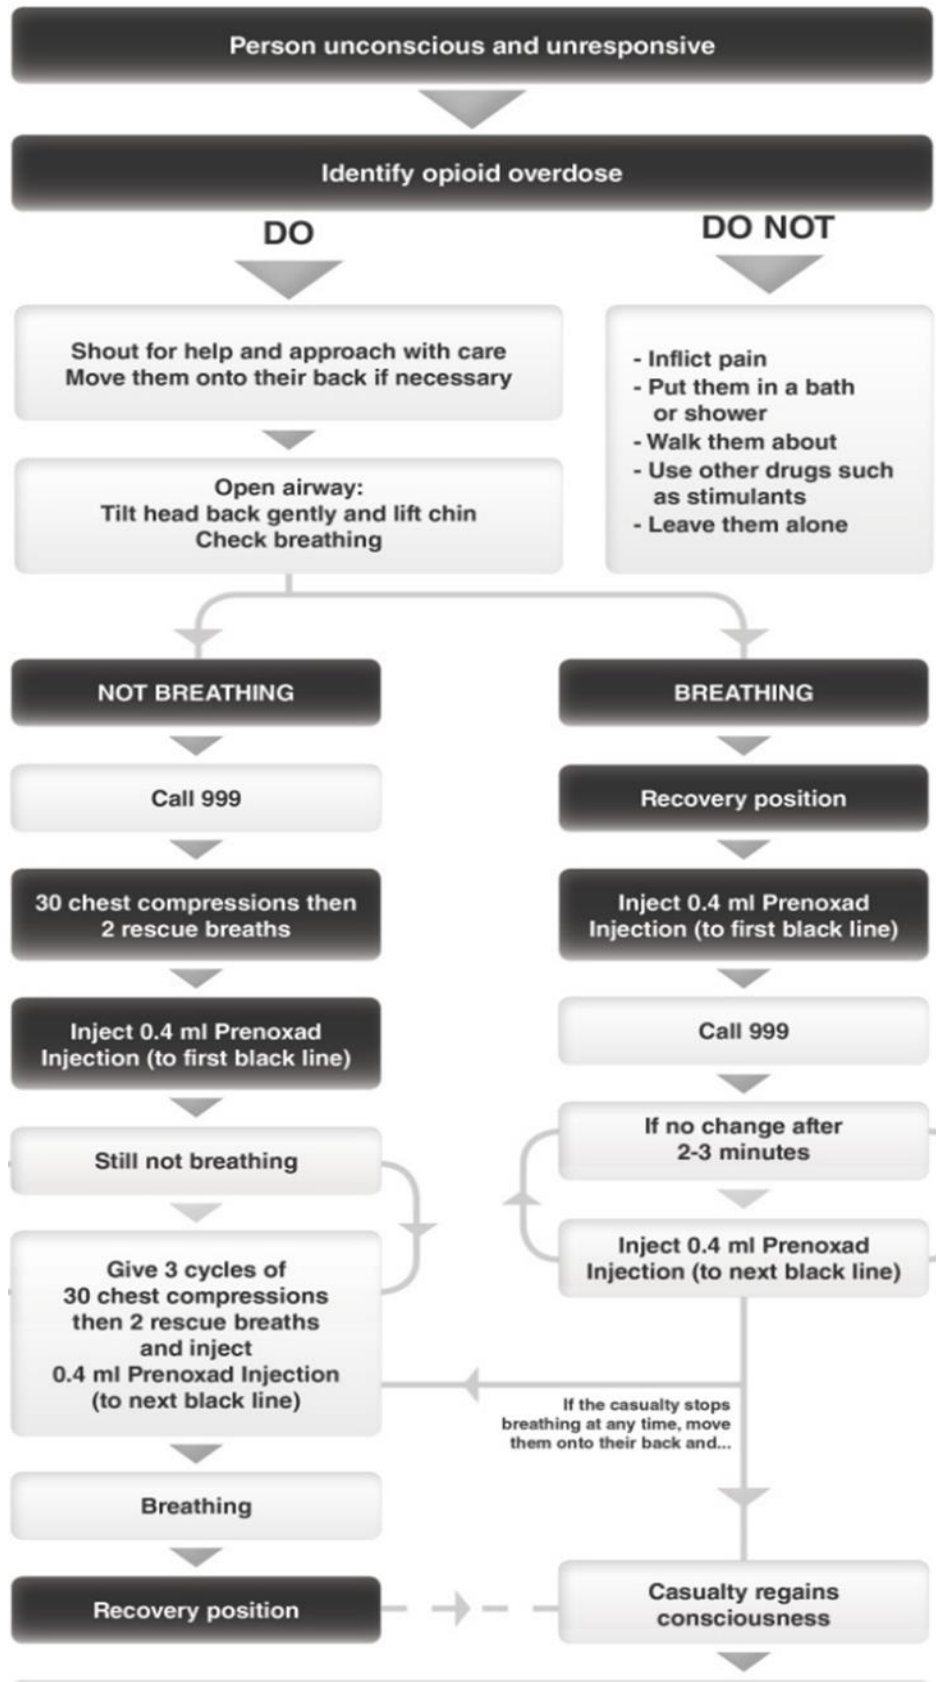 Person unconscious and unresponsive
Identify opioid overdose
DO
Shout for help and approach with care
Move them onto their back if necessary
Open airway:
Tilt head back gently and lift chin
Check breathing
DO NOT
- Inflict pain
- Put them in a bath
or shower
- Walk them about
- Use other drugs such
as stimulants
- Leave them alone
NOT BREATHING
Call 999
30 chest compressions then
2 rescue breaths
Inject 0.4 ml Prenoxad
Injection (to first black line)
Still not breathing
Give 3 cycles of
30 chest compressions
then 2 rescue breaths
and inject
0.4 ml Prenoxad Injection
(to next black line)
Breathing
Recovery position
BREATHING
Recovery position
Inject 0.4 ml Prenoxad
Injection (to first black line)
Call 999
If no change after
2-3 minutes
Inject 0.4 ml Prenoxad
Injection (to next black line)
If the casualty stops
breathing at any time, move
them onto their back and...
Casualty regains
consciousness